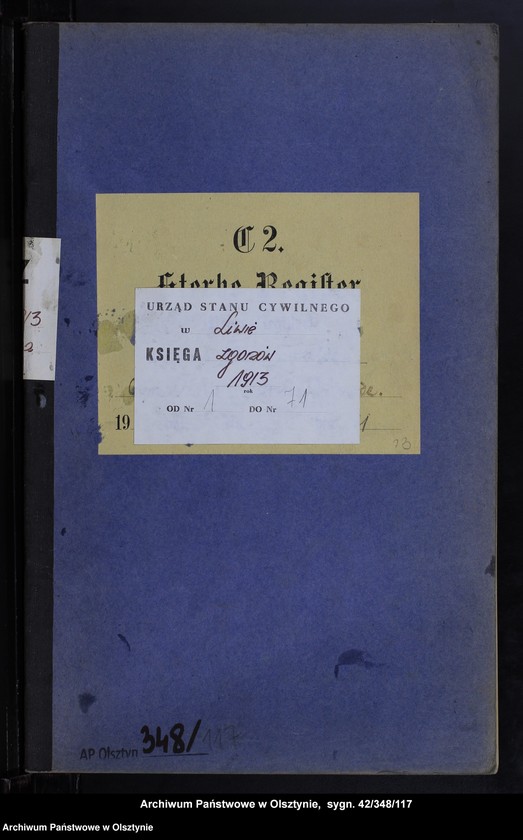 C 2.
Sterbe Register
URZĄD STANU CYWILNEGO
w Liwie
KSIĘGA zgonów
1913
rok
OD Nr 1 DO Nr 71
19
13
/13
AP Olsztyn 348/117
Archiwum Państwowe w Olsztynie, sygn. 42/348/117
Archiwum Państwowe w Olsztynie